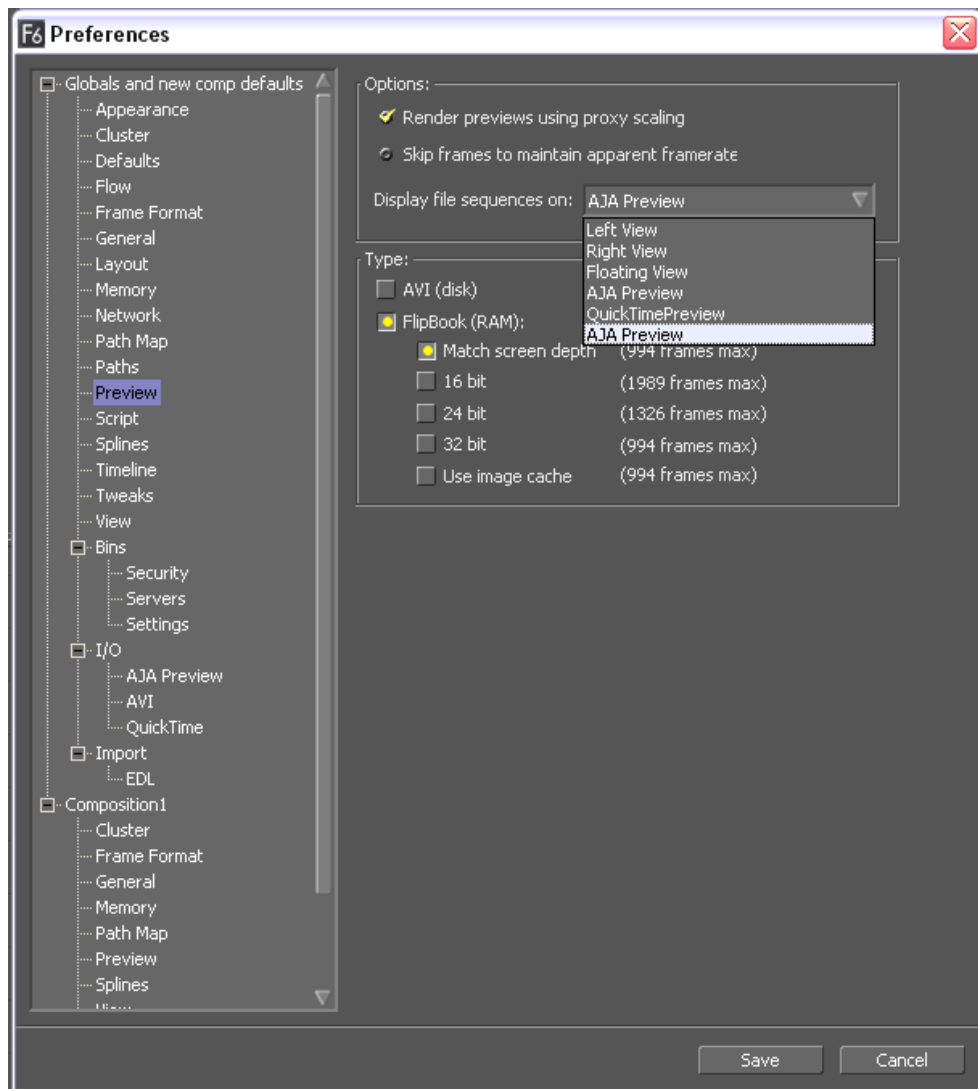 F6 Preferences
Globals and new comp defaults
Appearance
Cluster
Defaults
Flow
Frame Format
General
Layout
Memory
Network
Path Map
Paths
Preview
Script
Splines
Timeline
Tweaks
View
Bins
Security
Servers
Settings
I/O
AJA Preview
AVI
QuickTime
Import
EDL
Composition1
Cluster
Frame Format
General
Memory
Path Map
Preview
Splines
Options:
Render previews using proxy scaling
Skip frames to maintain apparent framerate
Display file sequences on: AJA Preview
Left View
Right View
Floating View
AJA Preview
QuickTimePreview
AJA Preview
Type:
AVI (disk)
FlipBook (RAM):
Match screen depth (994 frames max)
16 bit (1989 frames max)
24 bit (1326 frames max)
32 bit (994 frames max)
Use image cache (994 frames max)
Save
Cancel